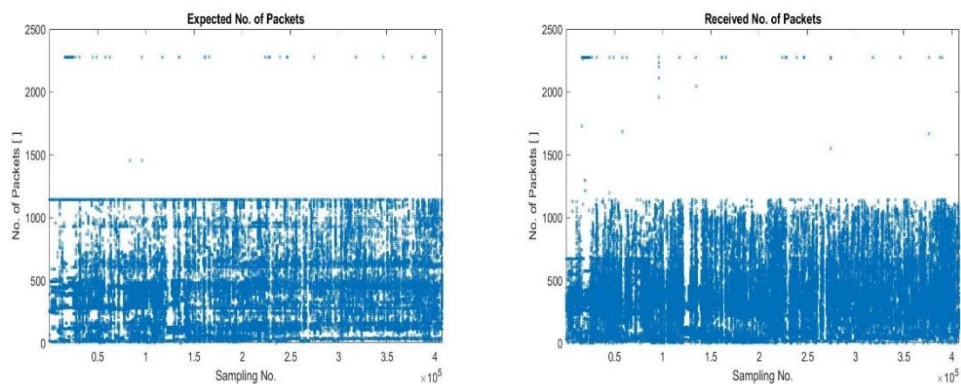 Expected No. of Packets
2500
2000
1500
1000
500
0
No. of Packets [ ]
0.5 1 1.5 2 2.5 3 3.5 4
×10^5
Sampling No.
Received No. of Packets
2500
2000
1500
1000
500
0
No. of Packets [ ]
0.5 1 1.5 2 2.5 3 3.5 4
×10^5
Sampling No.